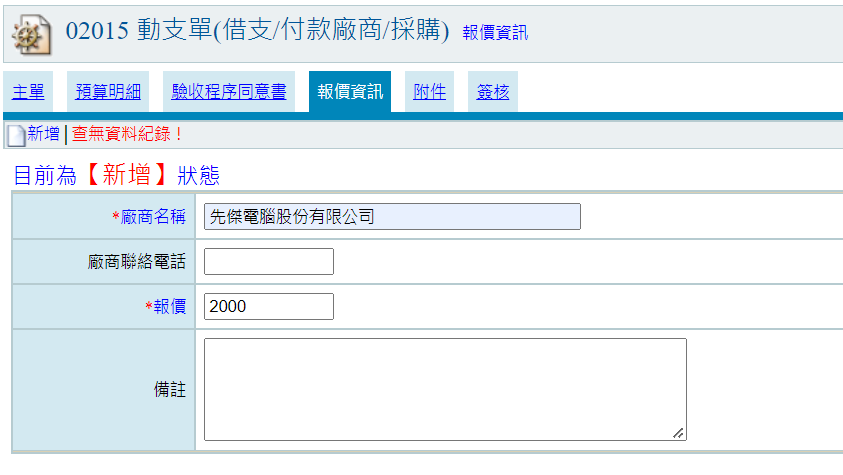 02015 動支單(借支/付款廠商/採購) 報價資訊
主單 預算明細 驗收程序同意書 報價資訊 附件 簽核
新增 查無資料紀錄！
目前為【新增】狀態
*廠商名稱 先傑電腦股份有限公司
廠商聯絡電話
*報價 2000
備註